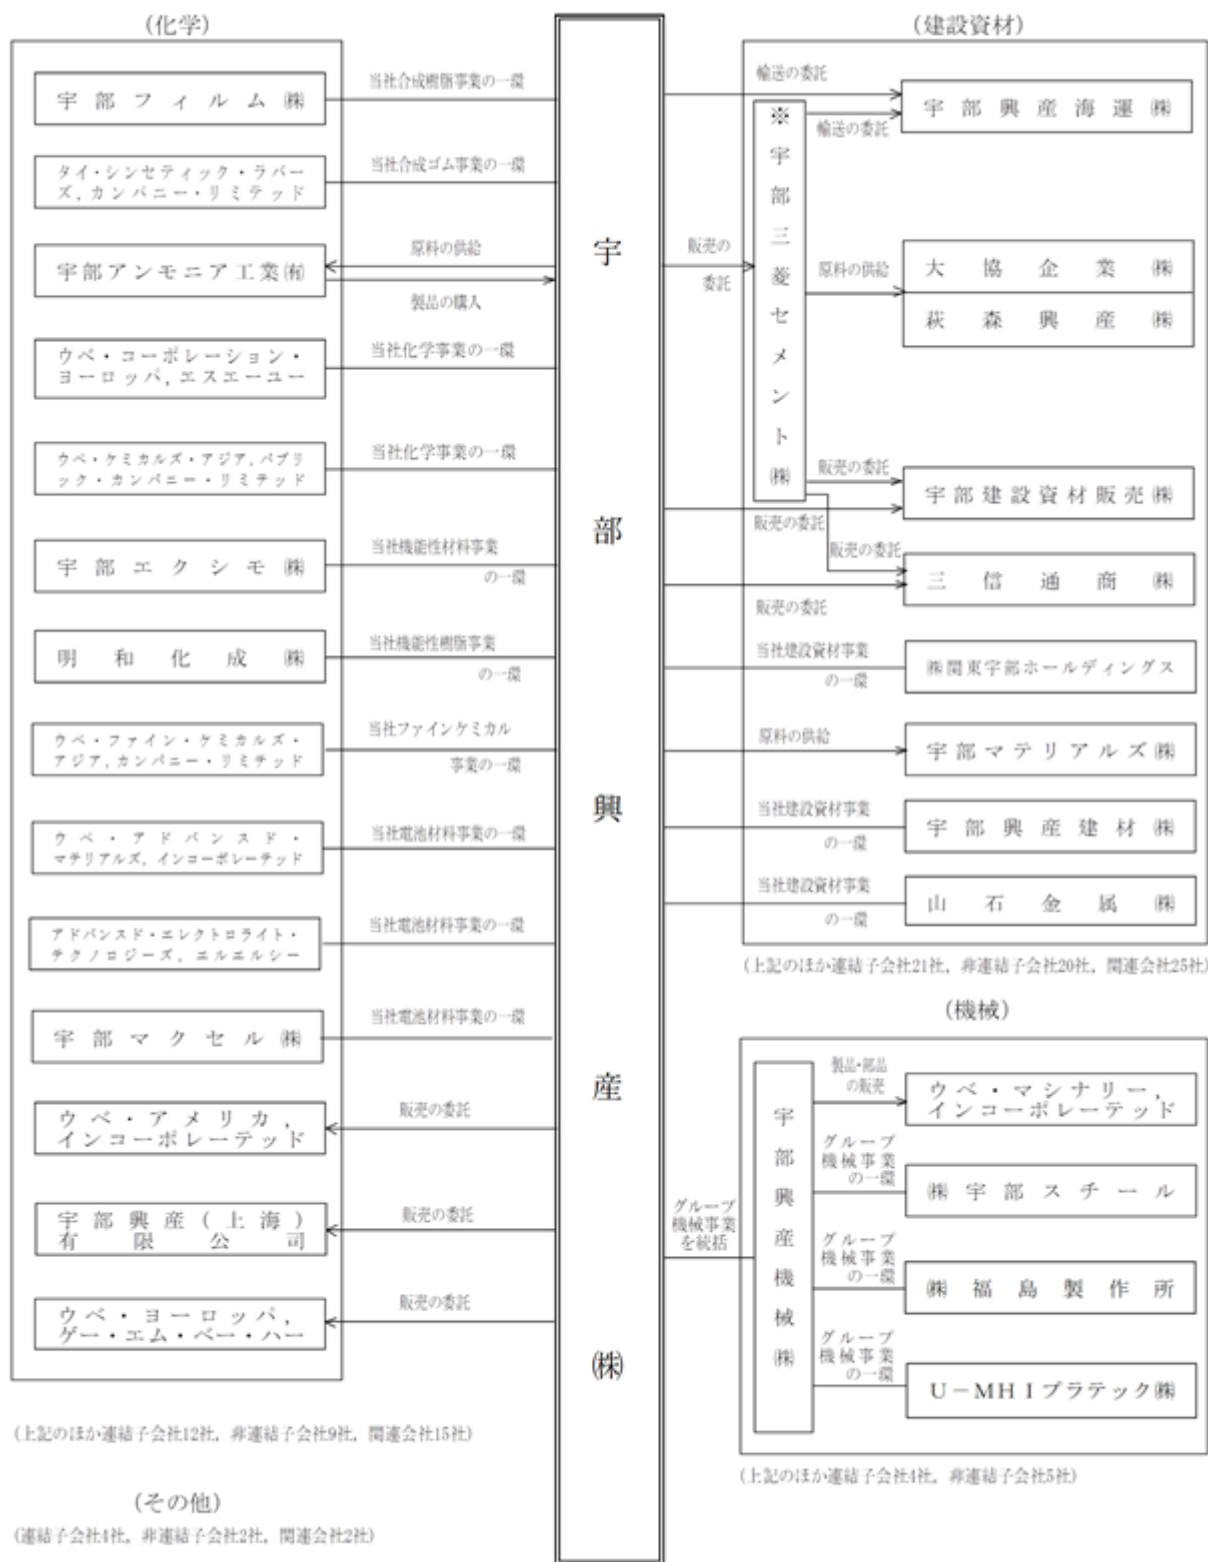 (化学)
宇部フィルム㈱
当社合成樹脂事業の一環
タイ・シンセティック・ラバー
ズ,カンパニー・リミテッド
当社合成ゴム事業の一環
宇部アンモニア工業㈲
原料の供給
製品の購入
ウベ・コーポレーション・
ヨーロッパ,エスエーユー
当社化学事業の一環
ウベ・ケミカルズ・アジア,パブリ
ック・カンパニー・リミテッド
当社化学事業の一環
宇部エクシモ㈱
当社機能性材料事業
の一環
明和化成㈱
当社機能性樹脂事業
の一環
ウベ・ファイン・ケミカルズ・
アジア,カンパニー・リミテッド
当社ファインケミカル
事業の一環
ウベ・アドバンスド・
マテリアルズ,インコーポレーテッド
当社電池材料事業の一環
アドバンスド・エレクトロライト・
テクノロジーズ,エルエルシー
当社電池材料事業の一環
宇部マクセル㈱
当社電池材料事業の一環
ウベ・アメリカ,
インコーポレーテッド
販売の委託
宇部興産(上海)
有限公司
販売の委託
ウベ・ヨーロッパ,
ゲー・エム・ベー・ハー
販売の委託
(上記のほか連結子会社12社, 非連結子会社9社, 関連会社15社)
(その他)
(連結子会社4社, 非連結子会社2社, 関連会社2社)
宇部興産㈱
(建設資材)
輸送の委託
宇部興産海運㈱
輸送の委託
※宇部三菱セメント㈱
販売の
委託
原料の供給
大協企業㈱
萩森興産㈱
販売の委託
宇部建設資材販売㈱
販売の委託
販売の委託
三信通商㈱
販売の委託
当社建設資材事業
の一環
㈱関東宇部ホールディングス
原料の供給
宇部マテリアルズ㈱
当社建設資材事業
の一環
宇部興産建材㈱
当社建設資材事業
の一環
山石金属㈱
(上記のほか連結子会社21社, 非連結子会社20社, 関連会社25社)
(機械)
グループ
機械事業
を統括
宇部興産機械㈱
製品・部品
の販売
ウベ・マシナリー,
インコーポレーテッド
グループ
機械事業
の一環
㈱宇部スチール
グループ
機械事業
の一環
㈱福島製作所
グループ
機械事業
の一環
U-MHIプラテック㈱
(上記のほか連結子会社4社, 非連結子会社5社)